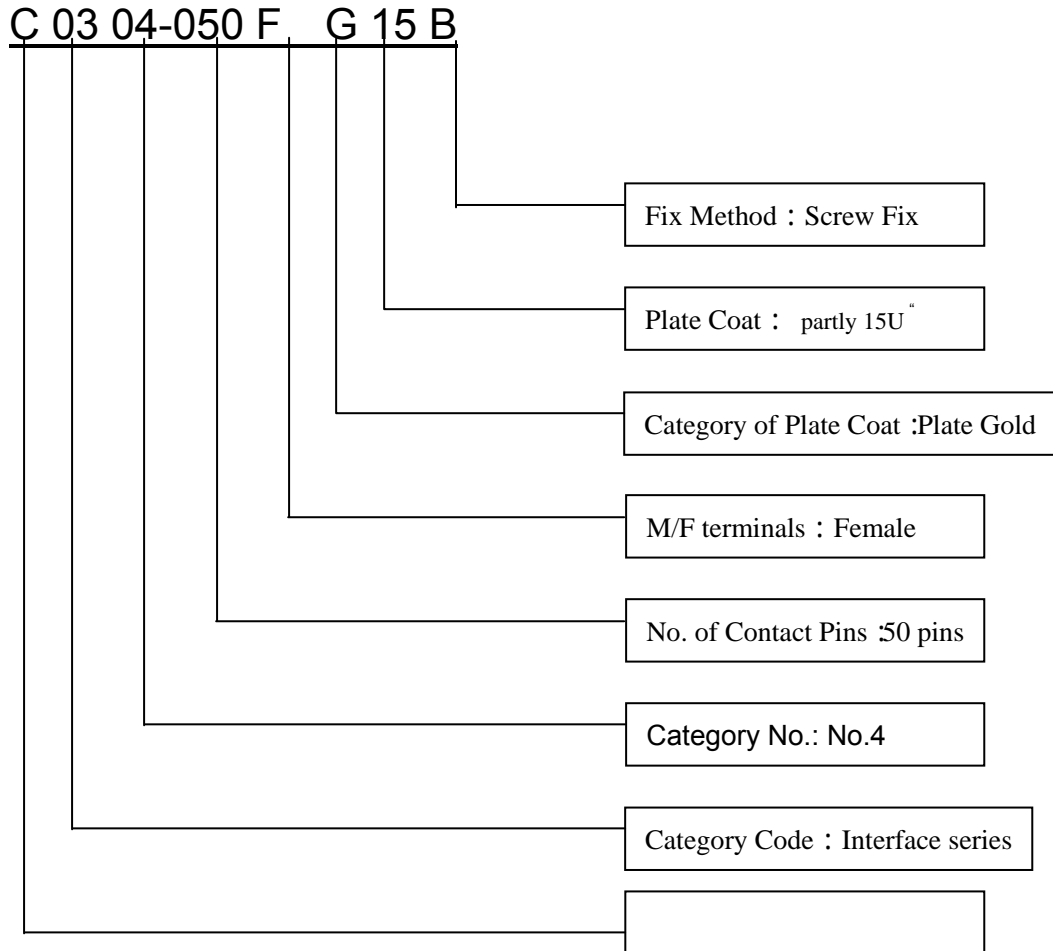 C 03 04-050 F G 15 B
Fix Method：Screw Fix
Plate Coat： partly 15U“
Category of Plate Coat：Plate Gold
M/F terminals：Female
No. of Contact Pins：50 pins
Category No.: No.4
Category Code：Interface series